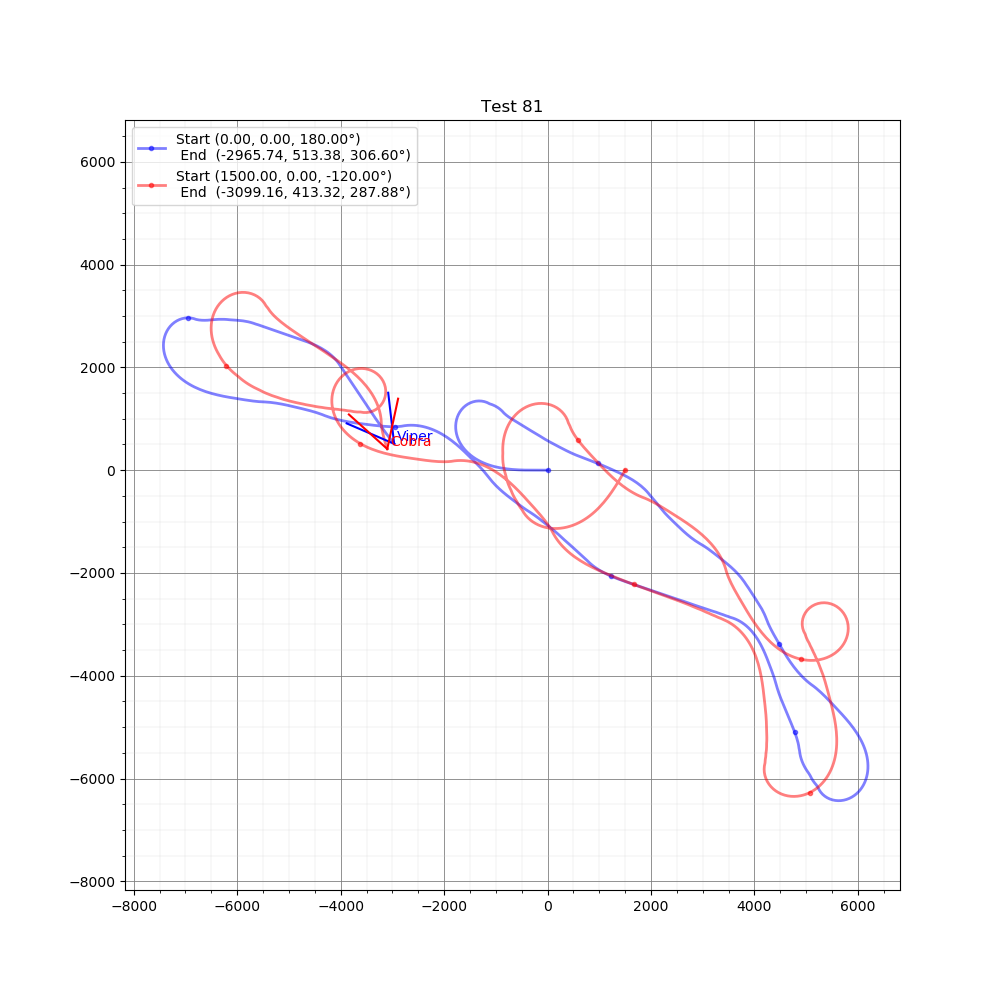 Test 81
Start (0.00, 0.00, 180.00°)
End (-2965.74, 513.38, 306.60°)
Start (1500.00, 0.00, -120.00°)
End (-3099.16, 413.32, 287.88°)
6000
4000
2000
0
−2000
−4000
−6000
−8000
Viper
Cobra
−8000 −6000 −4000 −2000 0 2000 4000 6000